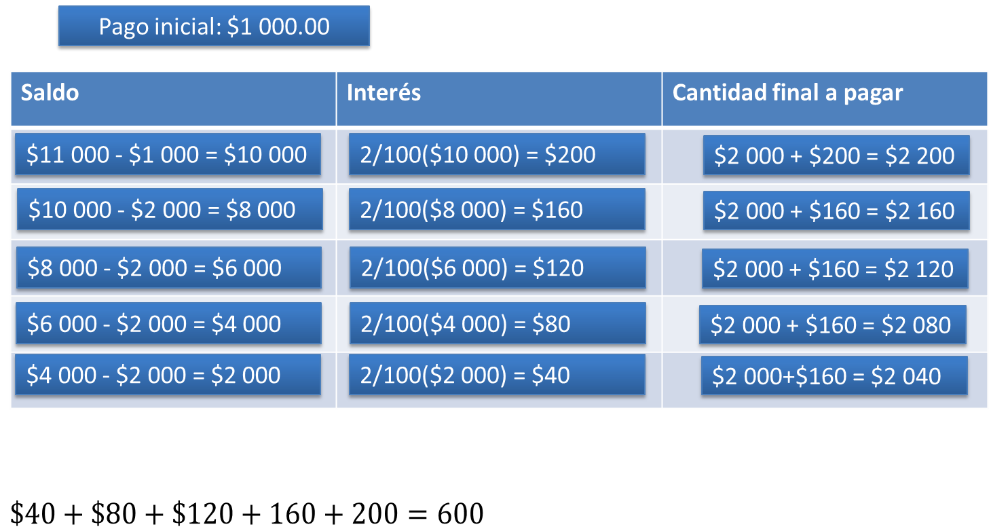 Pago inicial: $1 000.00
Saldo Interés Cantidad final a pagar
$11 000 - $1 000 = $10 000 2/100($10 000) = $200 $2 000 + $200 = $2 200
$10 000 - $2 000 = $8 000 2/100($8 000) = $160 $2 000 + $160 = $2 160
$8 000 - $2 000 = $6 000 2/100($6 000) = $120 $2 000 + $160 = $2 120
$6 000 - $2 000 = $4 000 2/100($4 000) = $80 $2 000 + $160 = $2 080
$4 000 - $2 000 = $2 000 2/100($2 000) = $40 $2 000+$160 = $2 040
$40 + $80 + $120 + 160 + 200 = 600